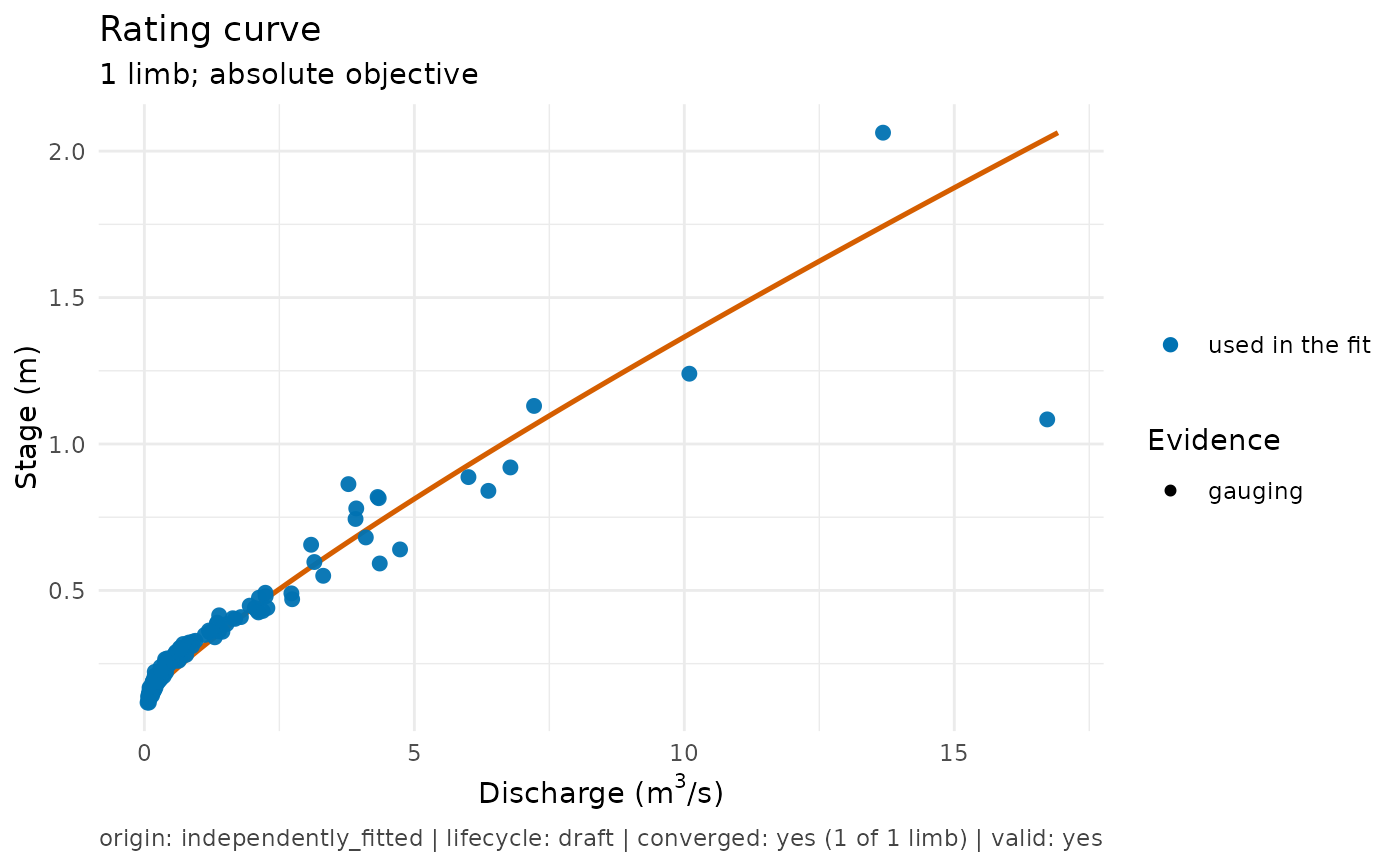 Rating curve
1 limb; absolute objective
2.0
1.5
1.0
0.5
Stage (m)
0
5
10
15
Discharge (m³/s)
used in the fit
Evidence
gauging
origin: independently_fitted | lifecycle: draft | converged: yes (1 of 1 limb) | valid: yes